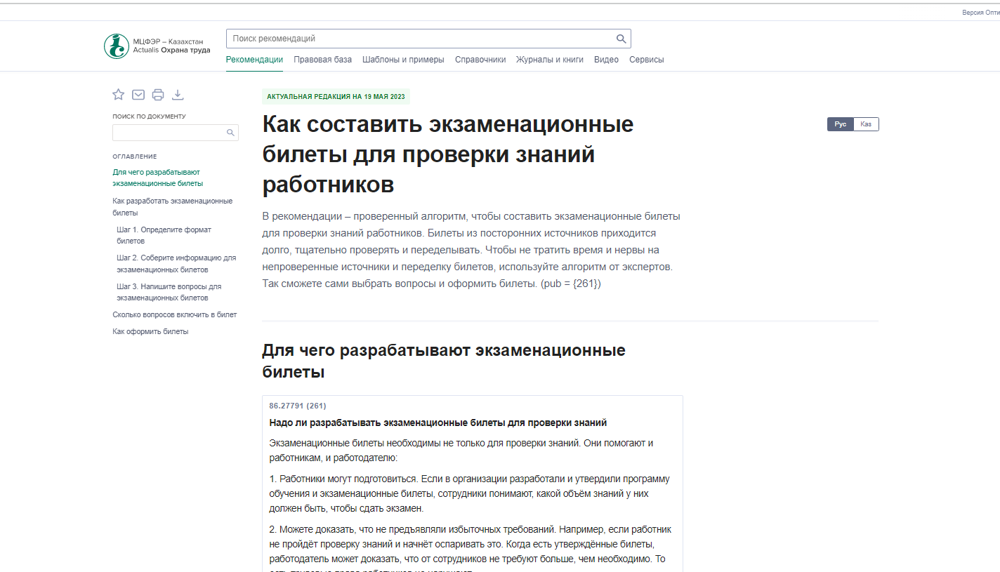 Версия Опти
МЦФЭР – Казахстан
Actualis Охрана труда
Поиск рекомендаций
Рекомендации Правовая база Шаблоны и примеры Справочники Журналы и книги Видео Сервисы
ПОИСК ПО ДОКУМЕНТУ
ОГЛАВЛЕНИЕ
Для чего разрабатывают
экзаменационные билеты
Как разработать экзаменационные
билеты
Шаг 1. Определите формат
билетов
Шаг 2. Соберите информацию для
экзаменационных билетов
Шаг 3. Напишите вопросы для
экзаменационных билетов
Сколько вопросов включить в билет
Как оформить билеты
АКТУАЛЬНАЯ РЕДАКЦИЯ НА 19 МАЯ 2023
Как составить экзаменационные
билеты для проверки знаний
работников
Рус Каз
В рекомендации – проверенный алгоритм, чтобы составить экзаменационные билеты
для проверки знаний работников. Билеты из посторонних источников приходится
долго, тщательно проверять и переделывать. Чтобы не тратить время и нервы на
непроверенные источники и переделку билетов, используйте алгоритм от экспертов.
Так сможете сами выбрать вопросы и оформить билеты. (pub = {261})
Для чего разрабатывают экзаменационные
билеты
86.27791 (261)
Надо ли разрабатывать экзаменационные билеты для проверки знаний
Экзаменационные билеты необходимы не только для проверки знаний. Они помогают и
работникам, и работодателю:
1. Работники могут подготовиться. Если в организации разработали и утвердили программу
обучения и экзаменационные билеты, сотрудники понимают, какой объём знаний у них
должен быть, чтобы сдать экзамен.
2. Можете доказать, что не предъявляли избыточных требований. Например, если работник
не пройдёт проверку знаний и начнёт оспаривать это. Когда есть утверждённые билеты,
работодатель может доказать, что от сотрудников не требуют больше, чем необходимо. То